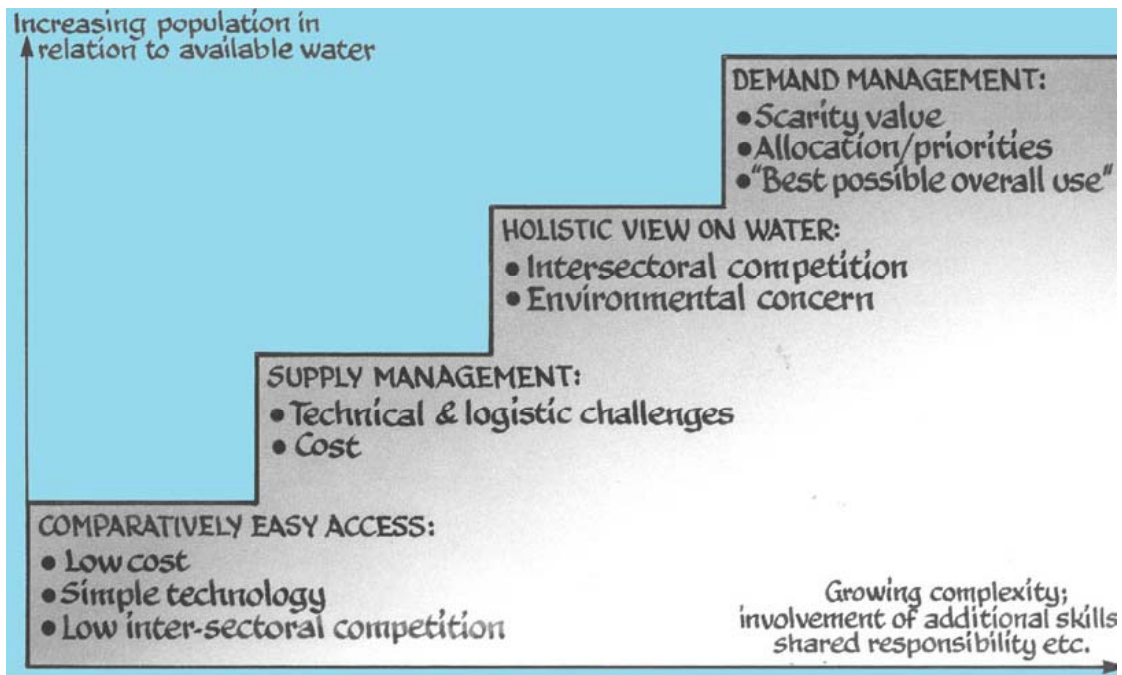 Increasing population in
relation to available water
DEMAND MANAGEMENT:
• Scarity value
• Allocation/priorities
• "Best possible overall use"
HOLISTIC VIEW ON WATER:
• Intersectoral competition
• Environmental concern
SUPPLY MANAGEMENT:
• Technical & logistic challenges
• Cost
COMPARATIVELY EASY ACCESS:
• Low cost
• Simple technology
• Low inter-sectoral competition
Growing complexity;
involvement of additional skills
shared responsibility etc.